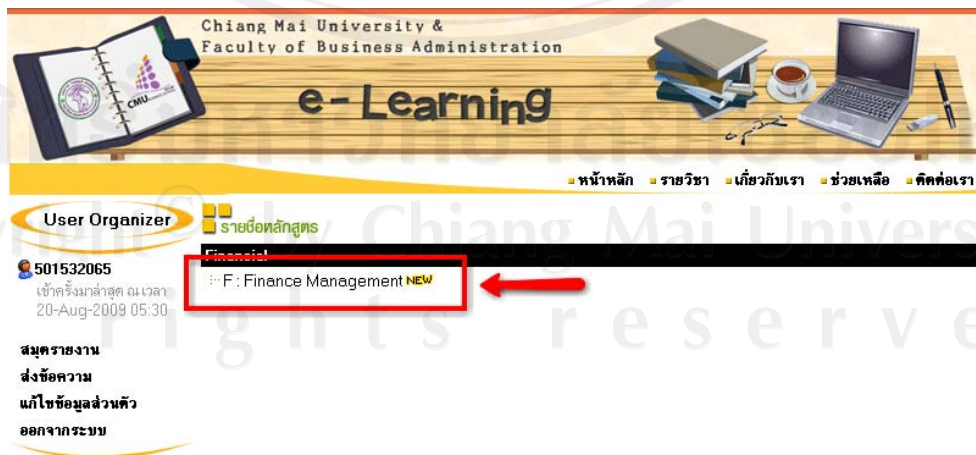 Chiang Mai University &
Faculty of Business Administration
e-Learning
CMU
หน้าหลัก รายวิชา เกี่ยวกับเรา ช่วยเหลือ ติดต่อเรา
User Organizer
รายชื่อหลักสูตร
Financial
F : Finance Management NEW
501532065
เข้าครั้งมาล่าสุด ณ เวลา
20-Aug-2009 05:30
สมุดรายงาน
ส่งข้อความ
แก้ไขข้อมูลส่วนตัว
ออกจากระบบ
right © by Chiang Mai Univers
rights reserve